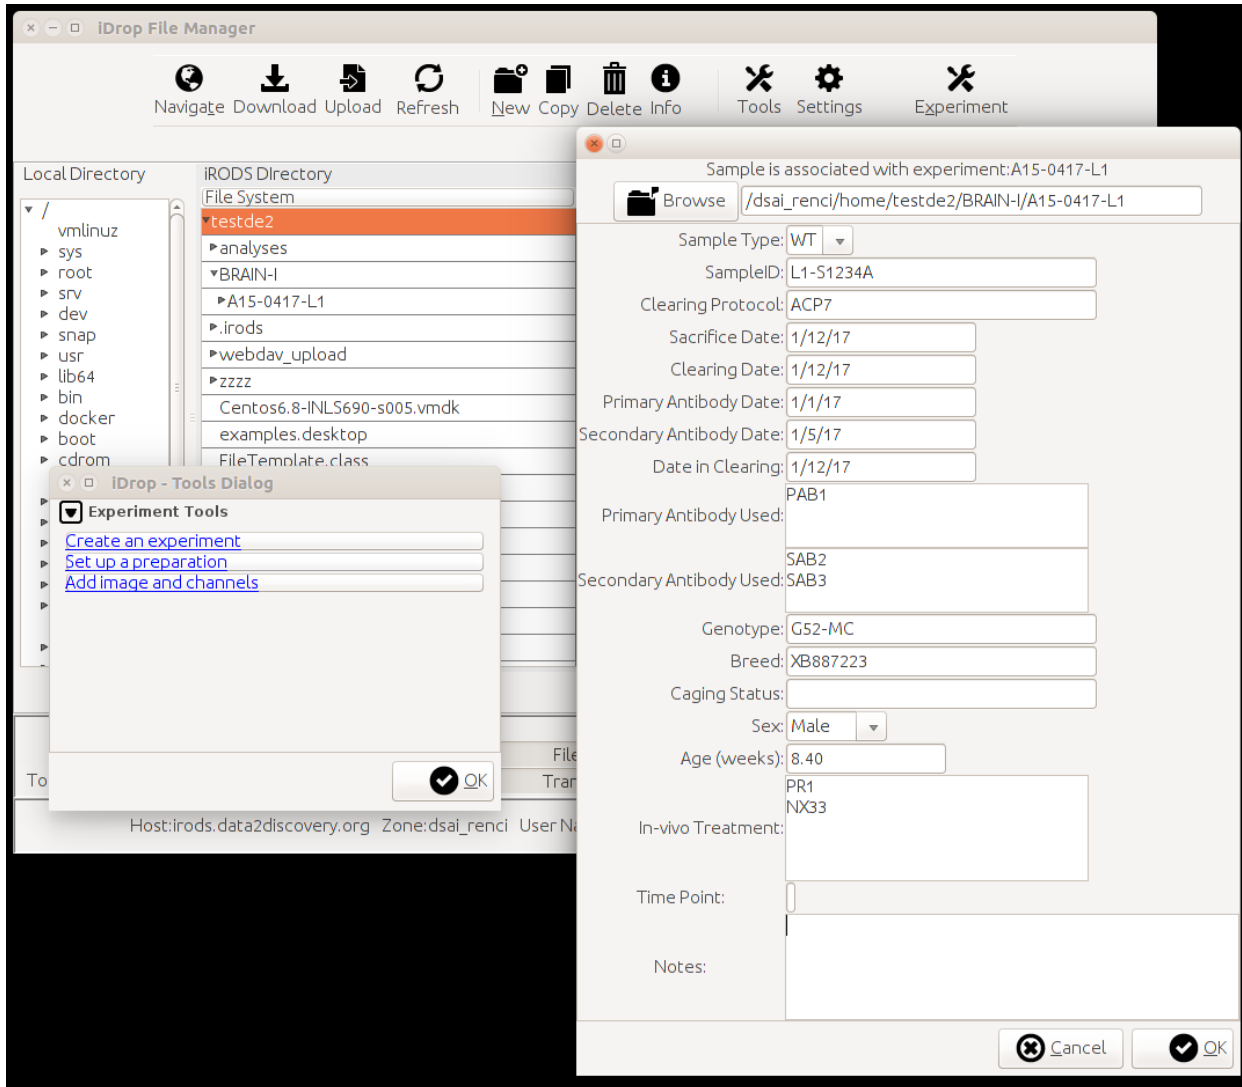 iDrop File Manager
Navigate Download Upload Refresh New Copy Delete Info Tools Settings Experiment
Local Directory
/
vmlinuz
sys
root
srv
dev
snap
usr
lib64
bin
docker
boot
cdrom
iRODS DIrectory
File System
testde2
analyses
BRAIN-I
A15-0417-L1
.irods
webdav_upload
zzzz
Centos6.8-INLS690-s005.vmdk
examples.desktop
FileTemplate.class
iDrop - Tools Dialog
Experiment Tools
Create an experiment
Set up a preparation
Add image and channels
OK
File
Tran
To
Host:irods.data2discovery.org Zone:dsai_renci User Na
Sample is associated with experiment:A15-0417-L1
Browse /dsai_renci/home/testde2/BRAIN-I/A15-0417-L1
Sample Type: WT
SampleID: L1-S1234A
Clearing Protocol: ACP7
Sacrifice Date: 1/12/17
Clearing Date: 1/12/17
Primary Antibody Date: 1/1/17
Secondary Antibody Date: 1/5/17
Date in Clearing: 1/12/17
Primary Antibody Used: PAB1
Secondary Antibody Used: SAB2
SAB3
Genotype: G52-MC
Breed: XB887223
Caging Status:
Sex: Male
Age (weeks): 8.40
In-vivo Treatment: PR1
NX33
Time Point:
Notes:
Cancel OK